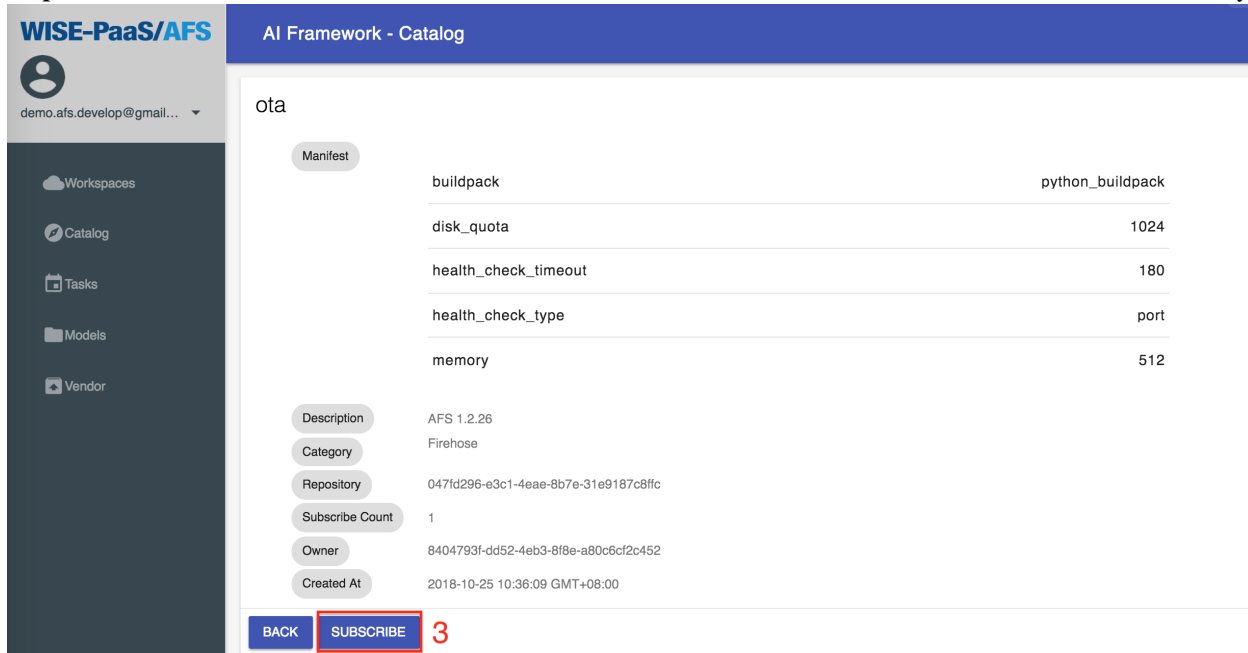 WISE-PaaS/AFS
demo.afs.develop@gmail...
Workspaces
Catalog
Tasks
Models
Vendor
AI Framework - Catalog
ota
Manifest
buildpack python_buildpack
disk_quota 1024
health_check_timeout 180
health_check_type port
memory 512
Description AFS 1.2.26
Category Firehose
Repository 047fd296-e3c1-4eae-8b7e-31e9187c8ffc
Subscribe Count 1
Owner 8404793f-dd52-4eb3-8f8e-a80c6cf2c452
Created At 2018-10-25 10:36:09 GMT+08:00
BACK SUBSCRIBE 3